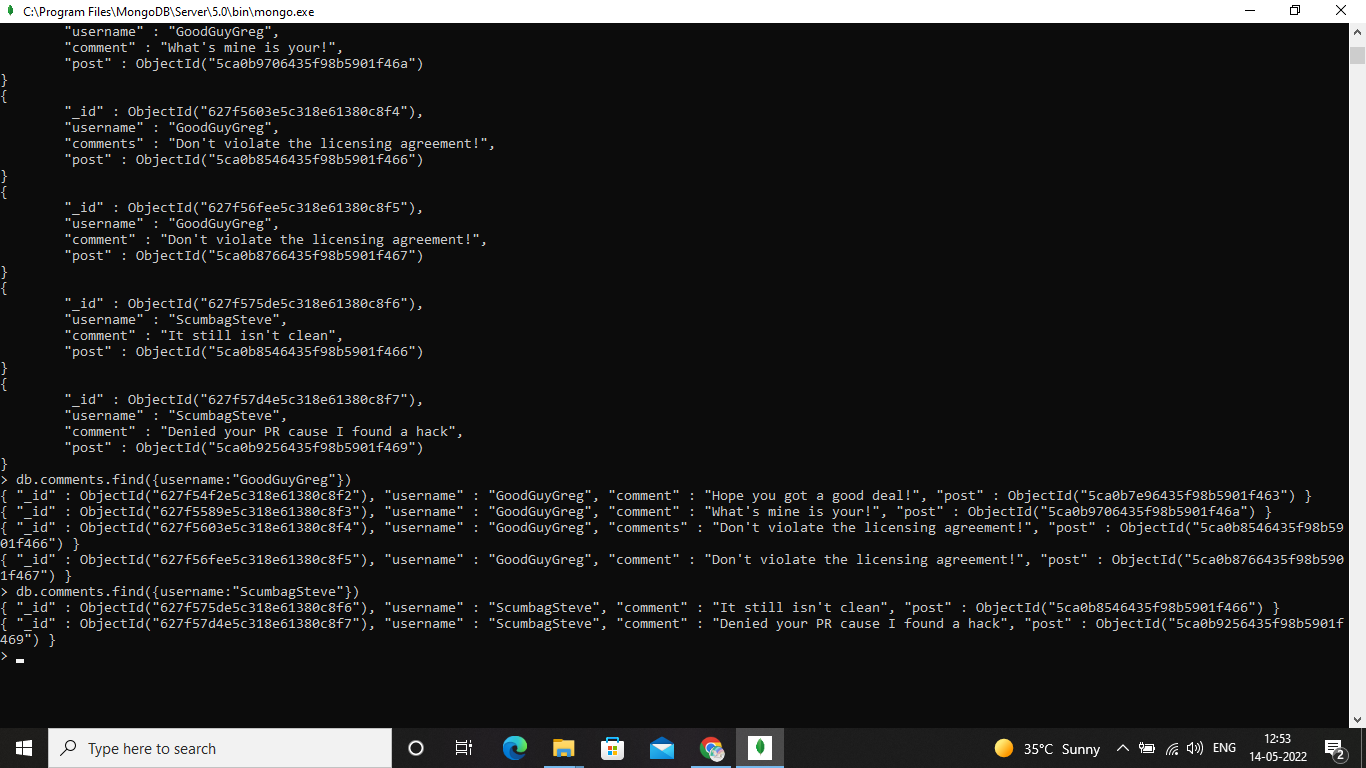 C:\Program Files\MongoDB\Server\5.0\bin\mongo.exe
"username" : "GoodGuyGreg",
"comment" : "What's mine is your!",
"post" : ObjectId("5ca0b9706435f98b5901f46a")
}
{
"_id" : ObjectId("627f5603e5c318e61380c8f4"),
"username" : "GoodGuyGreg",
"comments" : "Don't violate the licensing agreement!",
"post" : ObjectId("5ca0b8546435f98b5901f466")
}
{
"_id" : ObjectId("627f56fee5c318e61380c8f5"),
"username" : "GoodGuyGreg",
"comment" : "Don't violate the licensing agreement!",
"post" : ObjectId("5ca0b8766435f98b5901f467")
}
{
"_id" : ObjectId("627f575de5c318e61380c8f6"),
"username" : "ScumbagSteve",
"comment" : "It still isn't clean",
"post" : ObjectId("5ca0b8546435f98b5901f466")
}
{
"_id" : ObjectId("627f57d4e5c318e61380c8f7"),
"username" : "ScumbagSteve",
"comment" : "Denied your PR cause I found a hack",
"post" : ObjectId("5ca0b9256435f98b5901f469")
}
> db.comments.find({username:"GoodGuyGreg"})
{ "_id" : ObjectId("627f54f2e5c318e61380c8f2"), "username" : "GoodGuyGreg", "comment" : "Hope you got a good deal!", "post" : ObjectId("5ca0b7e96435f98b5901f463") }
{ "_id" : ObjectId("627f5589e5c318e61380c8f3"), "username" : "GoodGuyGreg", "comment" : "What's mine is your!", "post" : ObjectId("5ca0b9706435f98b5901f46a") }
{ "_id" : ObjectId("627f5603e5c318e61380c8f4"), "username" : "GoodGuyGreg", "comments" : "Don't violate the licensing agreement!", "post" : ObjectId("5ca0b8546435f98b59
01f466") }
{ "_id" : ObjectId("627f56fee5c318e61380c8f5"), "username" : "GoodGuyGreg", "comment" : "Don't violate the licensing agreement!", "post" : ObjectId("5ca0b8766435f98b590
1f467") }
> db.comments.find({username:"ScumbagSteve"})
{ "_id" : ObjectId("627f575de5c318e61380c8f6"), "username" : "ScumbagSteve", "comment" : "It still isn't clean", "post" : ObjectId("5ca0b8546435f98b5901f466") }
{ "_id" : ObjectId("627f57d4e5c318e61380c8f7"), "username" : "ScumbagSteve", "comment" : "Denied your PR cause I found a hack", "post" : ObjectId("5ca0b9256435f98b5901f
469") }
>
Type here to search
35°C Sunny
ENG
12:53
14-05-2022
2